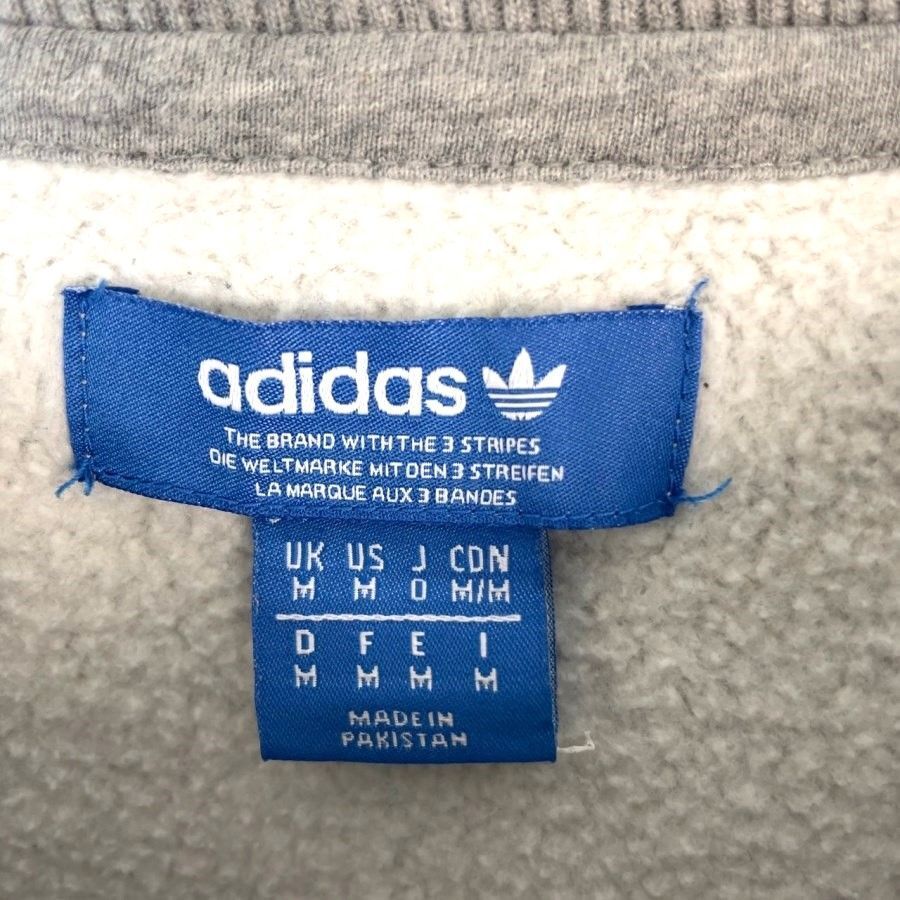 adidas
THE BRAND WITH THE 3 STRIPES
DIE WELTMARKE MIT DEN 3 STREIFEN
LA MARQUE AUX 3 BANDES
UK US J CDN
M M O M/M
D F E I
M M M M
MADE IN
PAKISTAN